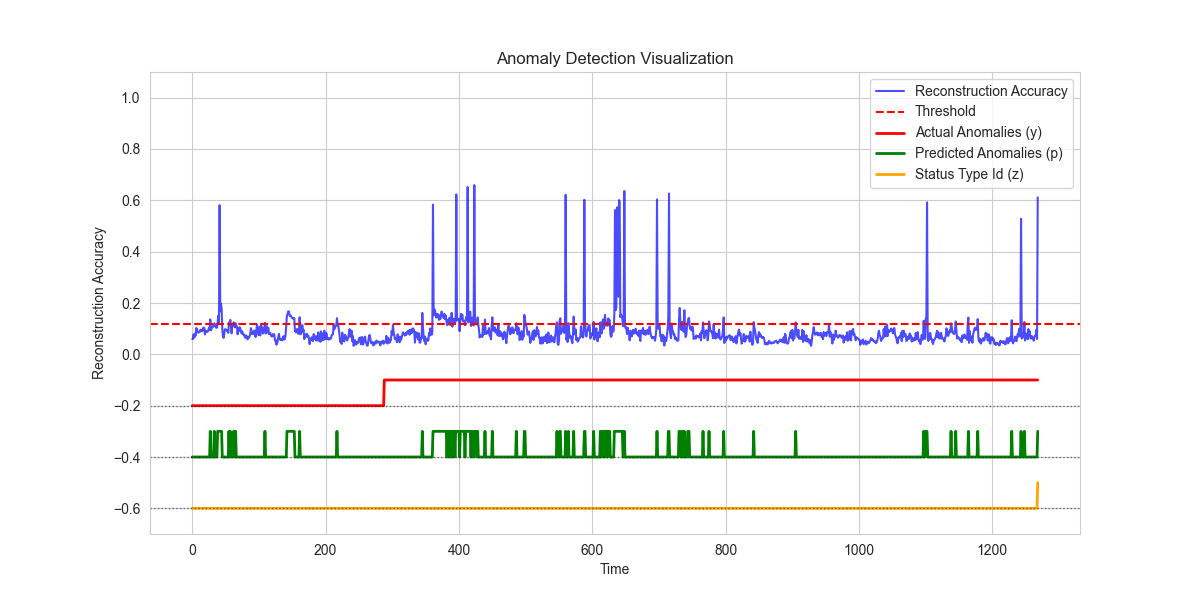 Anomaly Detection Visualization
Reconstruction Accuracy
Threshold
Actual Anomalies (y)
Predicted Anomalies (p)
Status Type Id (z)
Reconstruction Accuracy
1.0
0.8
0.6
0.4
0.2
0.0
−0.2
−0.4
−0.6
0 200 400 600 800 1000 1200
Time